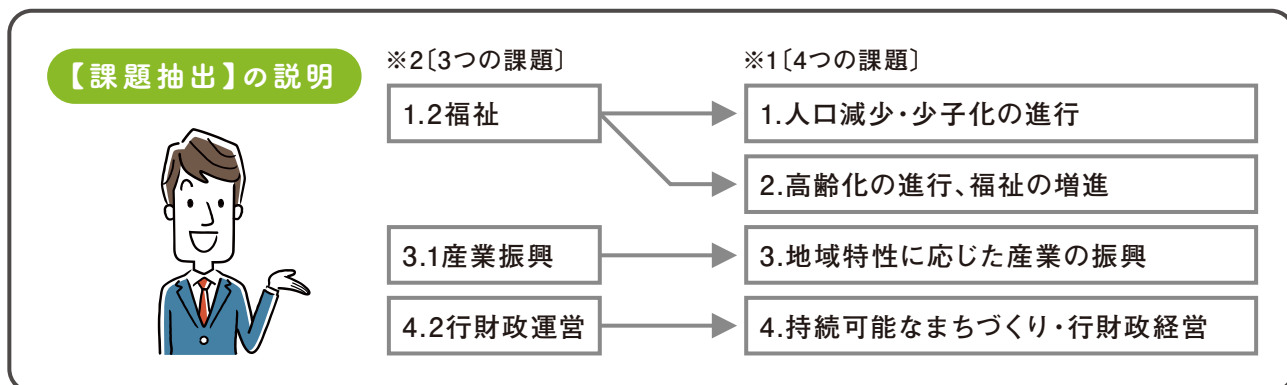 【課題抽出】の説明
※2〔3つの課題〕
※1〔4つの課題〕
1.2福祉
1.人口減少・少子化の進行
2.高齢化の進行、福祉の増進
3.1産業振興
3.地域特性に応じた産業の振興
4.2行財政運営
4.持続可能なまちづくり・行財政経営